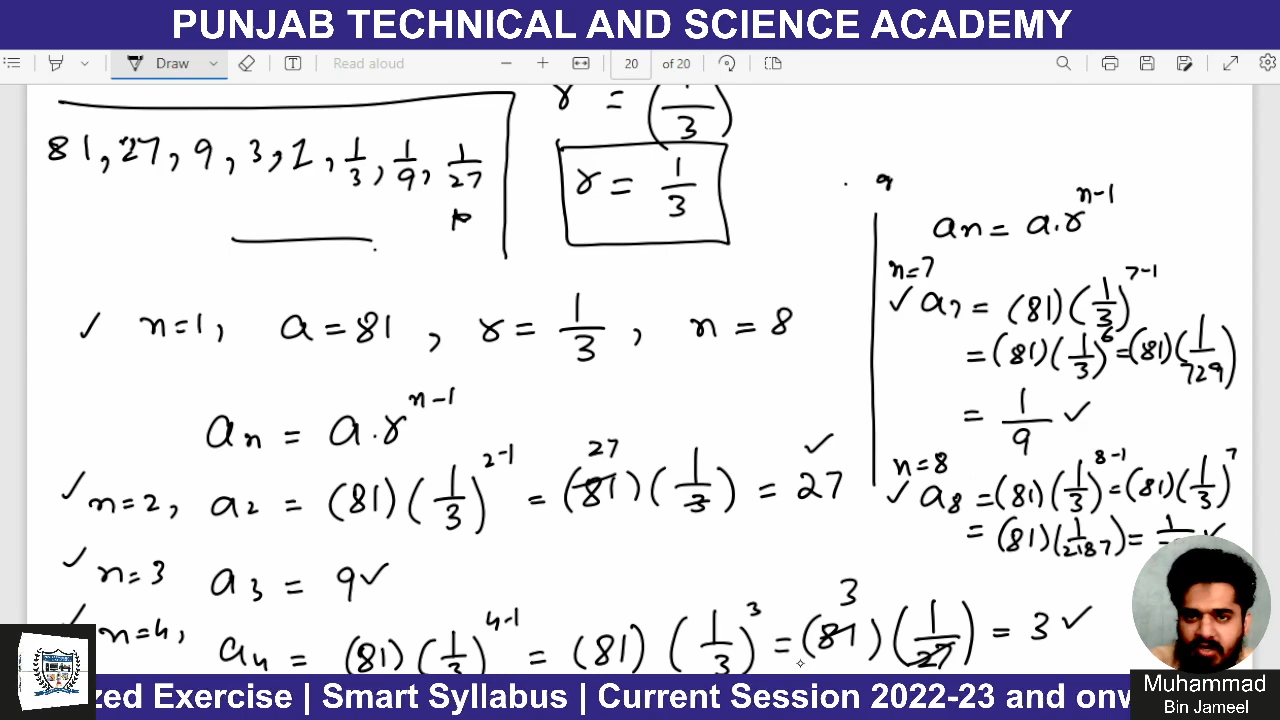 PUNJAB TECHNICAL AND SCIENCE ACADEMY
Draw
Read aloud
20 of 20
r = (1/3)
81, 27, 9, 3, 1, 1/3, 1/9, 1/27
r = 1/3
n=1, a = 81, r = 1/3, n = 8
an = a.r^(n-1)
✓ n=2, a2 = (81)(1/3)^(2-1) = (81)(1/3) = 27 ✓
27
✓ n=3 a3 = 9 ✓
✓ n=4, a4 = (81)(1/3)^(4-1) = (81)(1/3)^3 = (81)(1/27) = 3 ✓
3
an = a.r^(n-1)
n=7
✓ a7 = (81)(1/3)^(7-1)
= (81)(1/3)^6 = (81)(1/729)
= 1/9 ✓
n=8
✓ a8 = (81)(1/3)^(8-1) = (81)(1/3)^7
= (81)(1/2187) =
zed Exercise | Smart Syllabus | Current Session 2022-23 and onw
Muhammad
Bin Jameel